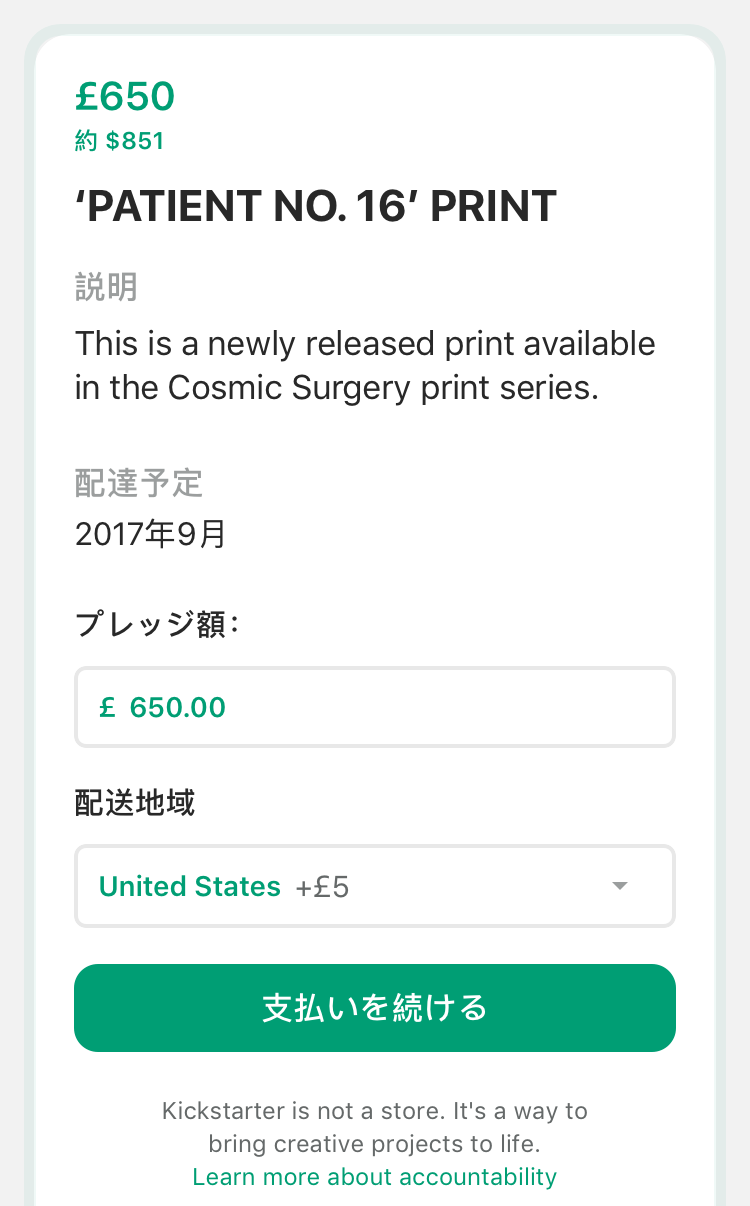 £650
約 $851
‘PATIENT NO. 16’ PRINT
説明
This is a newly released print available
in the Cosmic Surgery print series.
配達予定
2017年9月
プレッジ額：
£ 650.00
配送地域
United States +£5
支払いを続ける
Kickstarter is not a store. It's a way to
bring creative projects to life.
Learn more about accountability